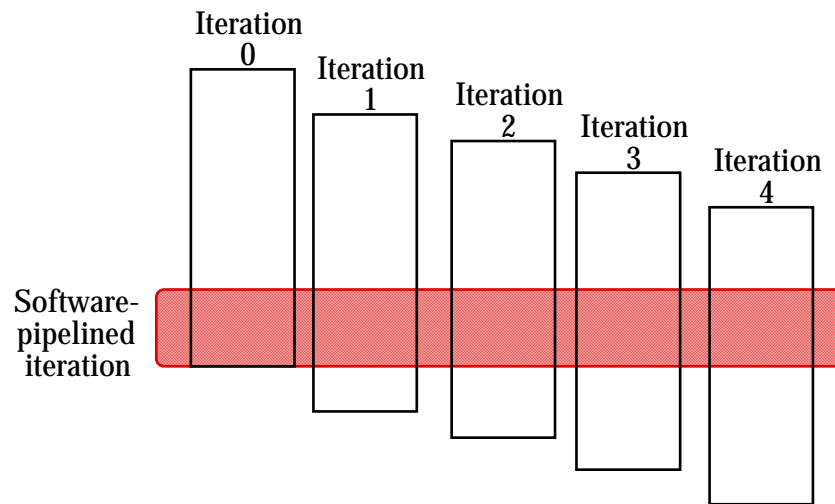 Iteration
0
Iteration
1
Iteration
2
Iteration
3
Iteration
4
Software-
pipelined
iteration